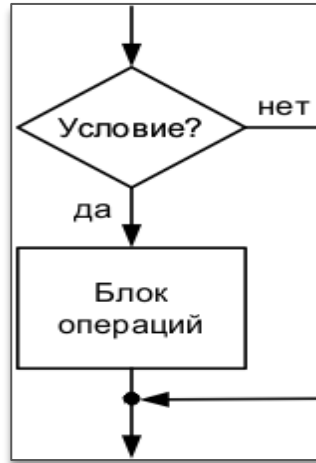 Условие?
нет
да
Блок
операций